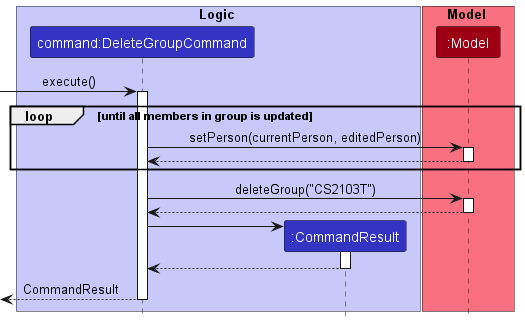 Logic
Model
command:DeleteGroupCommand
:Model
execute()
loop
[until all members in group is updated]
setPerson(currentPerson, editedPerson)
deleteGroup("CS2103T")
:CommandResult
CommandResult